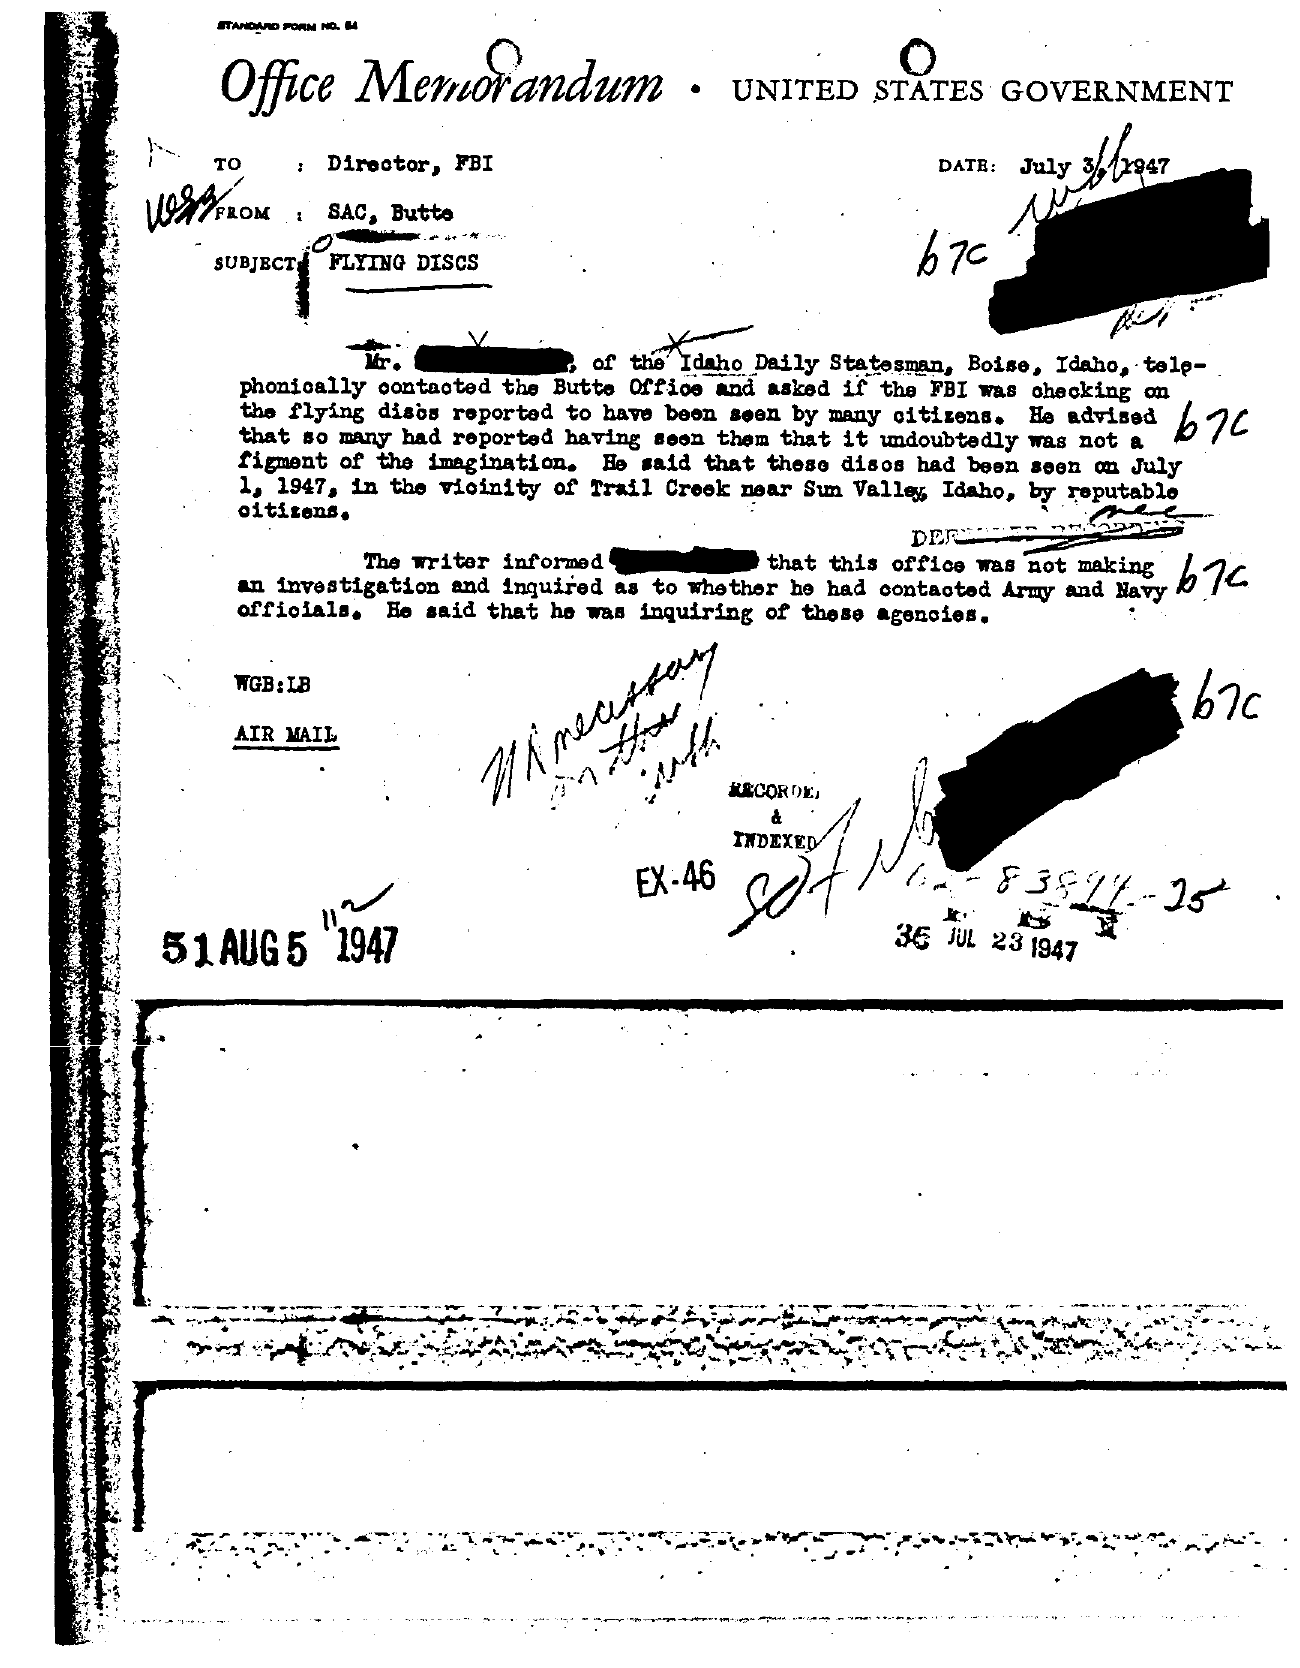 STANDARD FORM NO. 64
Office Memorandum • UNITED STATES GOVERNMENT
TO : Director, FBI
DATE: July 3, 1947
FROM : SAC, Butte
b7C
SUBJECT: FLYING DISCS
Mr. , of the Idaho Daily Statesman, Boise, Idaho, tele-
phonically contacted the Butte Office and asked if the FBI was checking on
the flying discs reported to have been seen by many citizens. He advised
b7C
that so many had reported having seen them that it undoubtedly was not a
figment of the imagination. He said that these discs had been seen on July
1, 1947, in the vicinity of Trail Creek near Sun Valley, Idaho, by reputable
citizens.
The writer informed that this office was not making
an investigation and inquired as to whether he had contacted Army and Navy
b7C
officials. He said that he was inquiring of these agencies.
WGB:LB
b7C
AIR MAIL
necessary
on this
RECORDED
&
INDEXED
EX-46
- 83894 - 25
51 AUG 5 1947
36 JUL 23 1947